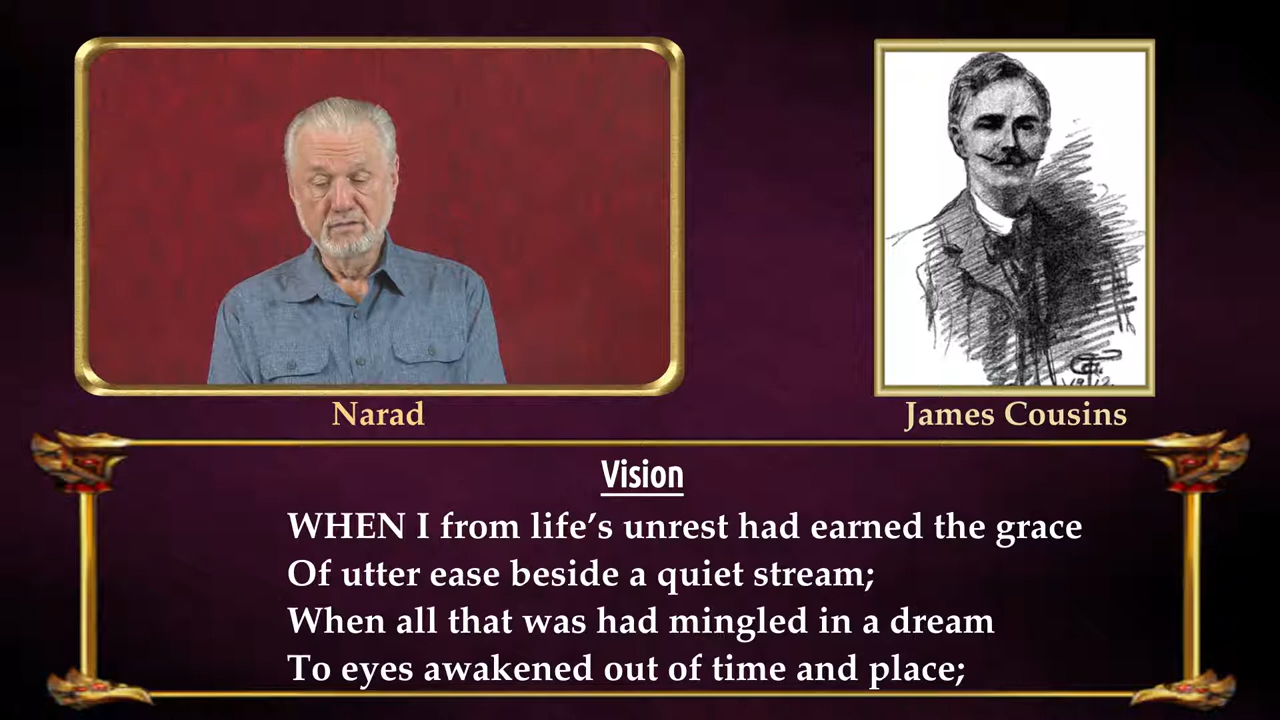 Narad
James Cousins
Vision
WHEN I from life’s unrest had earned the grace
Of utter ease beside a quiet stream;
When all that was had mingled in a dream
To eyes awakened out of time and place;